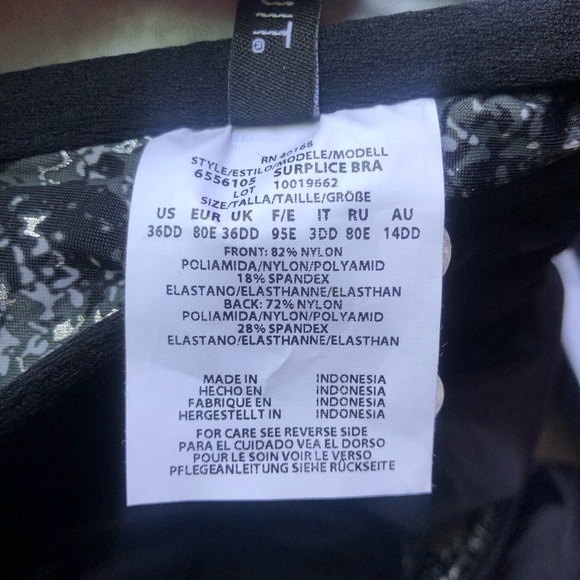 RN 40168
STYLE/ESTILO/MODELE/MODELL
6556105 SURPLICE BRA
LOT 10019662
SIZE/TALLA/TAILLE/GRÖßE
US EUR UK F/E IT RU AU
36DD 80E 36DD 95E 3DD 80E 14DD
FRONT: 82% NYLON
POLIAMIDA/NYLON/POLYAMID
18% SPANDEX
ELASTANO/ELASTHANNE/ELASTHAN
BACK: 72% NYLON
POLIAMIDA/NYLON/POLYAMID
28% SPANDEX
ELASTANO/ELASTHANNE/ELASTHAN
MADE IN INDONESIA
HECHO EN INDONESIA
FABRIQUE EN INDONESIA
HERGESTELLT IN INDONESIA
FOR CARE SEE REVERSE SIDE
PARA EL CUIDADO VEA EL DORSO
POUR LE SOIN VOIR LE VERSO
PFLEGEANLEITUNG SIEHE RÜCKSEITE